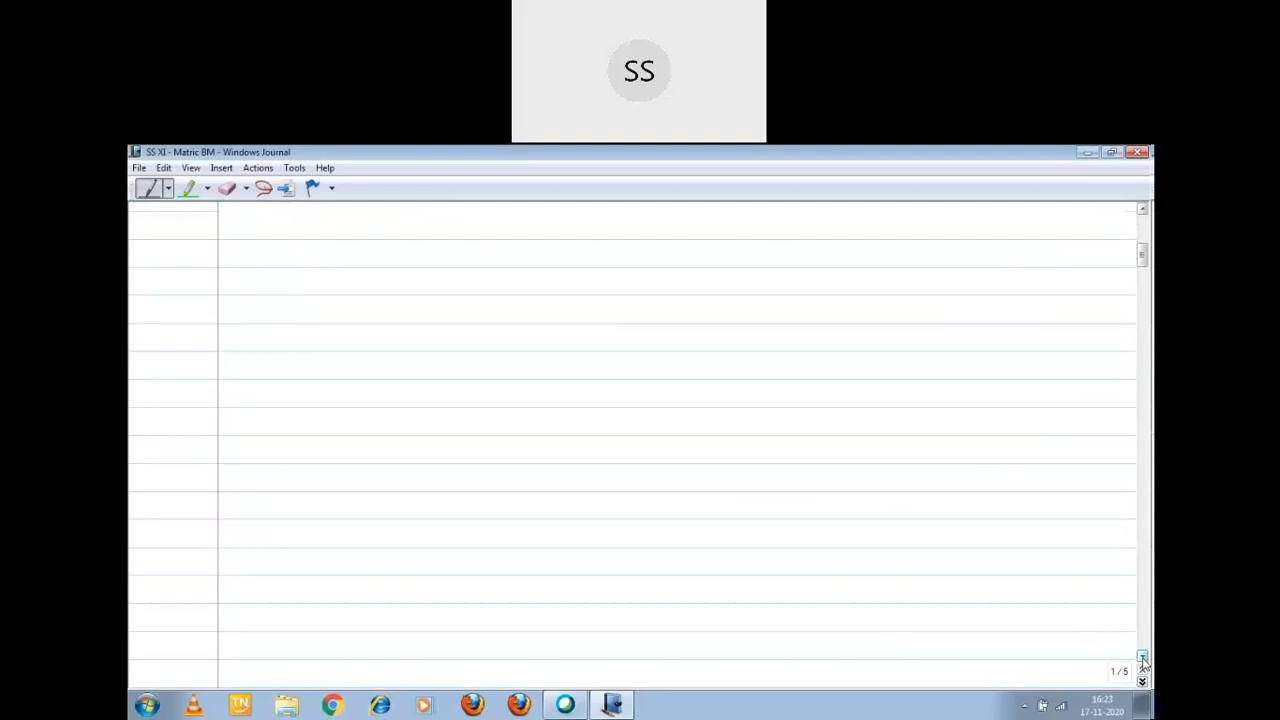 SS
SS XI - Matric BM - Windows Journal
File Edit View Insert Actions Tools Help
1 / 5
TN
16:23
17-11-2020